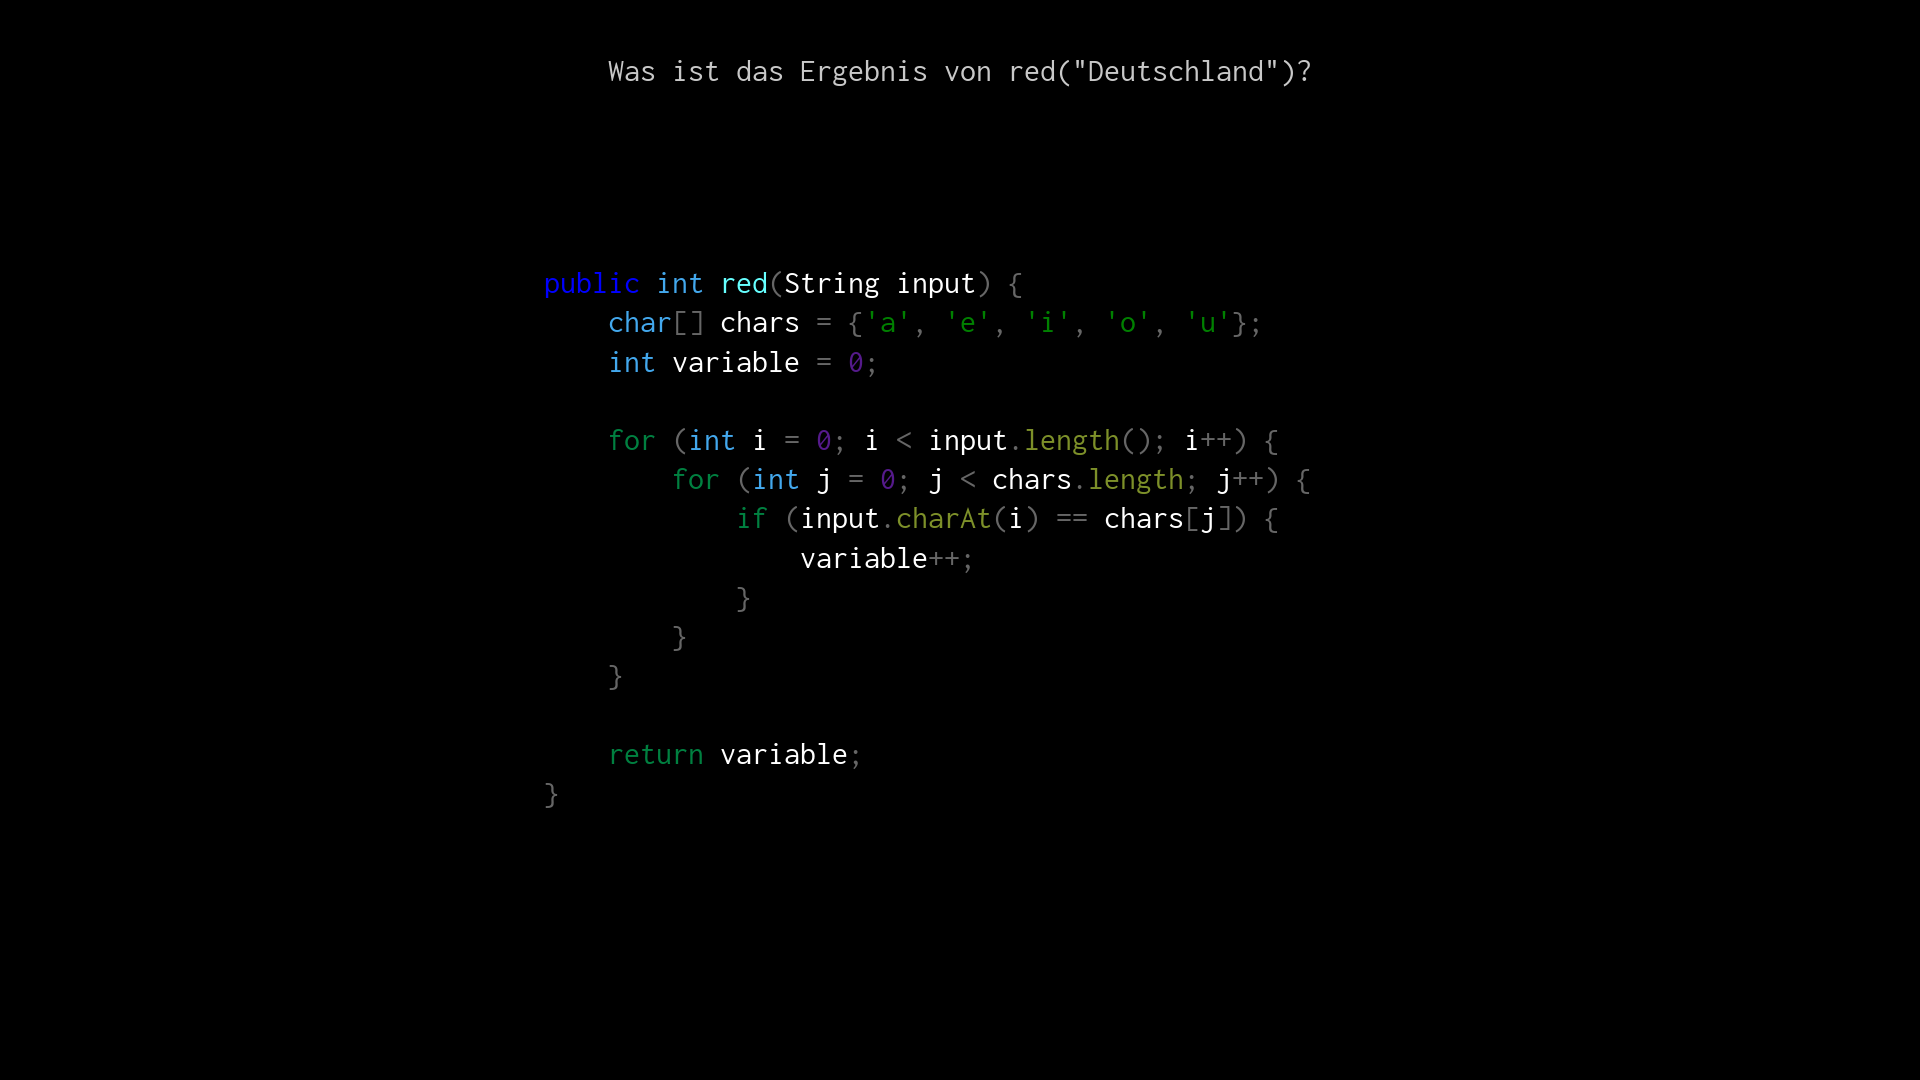 Was ist das Ergebnis von red("Deutschland")?
public int red(String input) {
    char[] chars = {'a', 'e', 'i', 'o', 'u'};
    int variable = 0;

    for (int i = 0; i < input.length(); i++) {
        for (int j = 0; j < chars.length; j++) {
            if (input.charAt(i) == chars[j]) {
                variable++;
            }
        }
    }

    return variable;
}